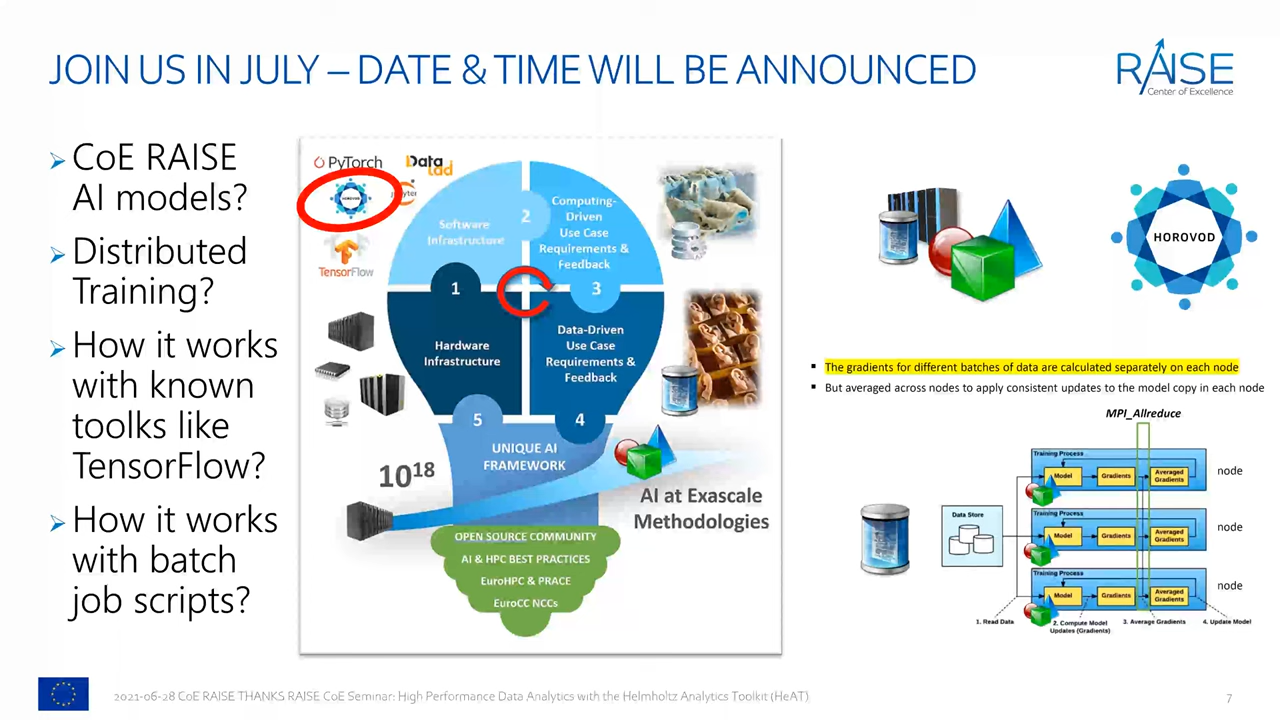 JOIN US IN JULY – DATE & TIME WILL BE ANNOUNCED
RAISE
Center of Excellence
CoE RAISE
AI models?
Distributed
Training?
How it works
with known
toolks like
TensorFlow?
How it works
with batch
job scripts?
PyTorch
Data
Lad
HOROVOD
TensorFlow
Software
Infrastructure
2
Computing-
Driven
Use Case
Requirements &
Feedback
1
3
Hardware
Infrastructure
Data-Driven
Use Case
Requirements &
Feedback
5
4
UNIQUE AI
FRAMEWORK
10^18
AI at Exascale
Methodologies
OPEN SOURCE COMMUNITY
AI & HPC BEST PRACTICES
EuroHPC & PRACE
EuroCC NCCs
HOROVOD
The gradients for different batches of data are calculated separately on each node
But averaged across nodes to apply consistent updates to the model copy in each node
MPI_Allreduce
Data Store
Training Process
Model
Gradients
Averaged
Gradients
node
Training Process
Model
Gradients
Averaged
Gradients
node
Training Process
Model
Gradients
Averaged
Gradients
node
1. Read Data
2. Compute Model
Updates (Gradients)
3. Average Gradients
4. Update Model
2021-06-28 CoE RAISE THANKS RAISE CoE Seminar: High Performance Data Analytics with the Helmholtz Analytics Toolkit (HeAT)
7